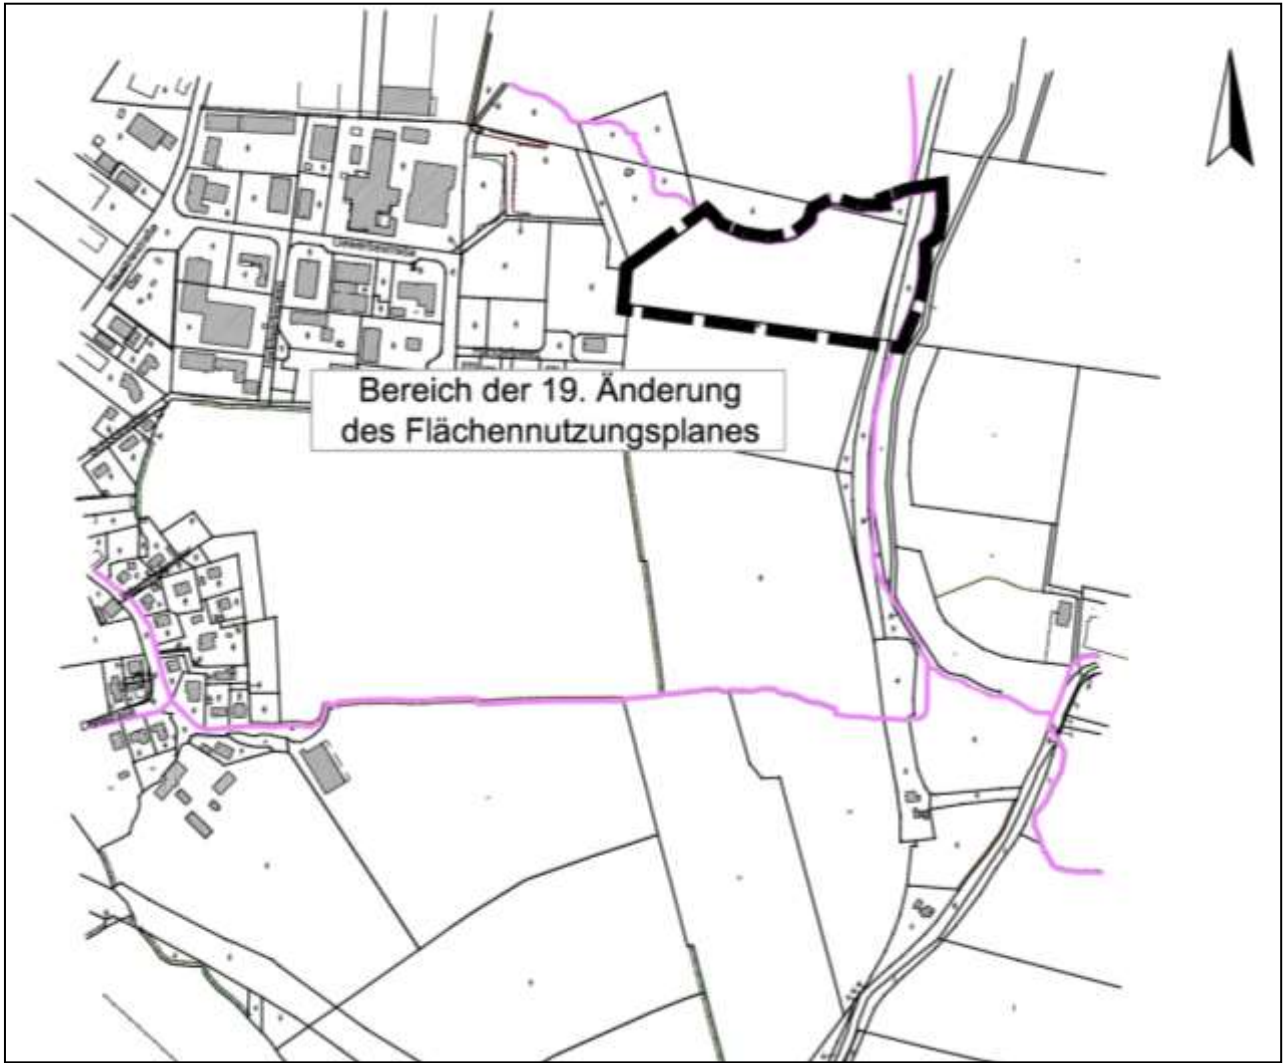 Bereich der 19. Änderung
des Flächennutzungsplanes